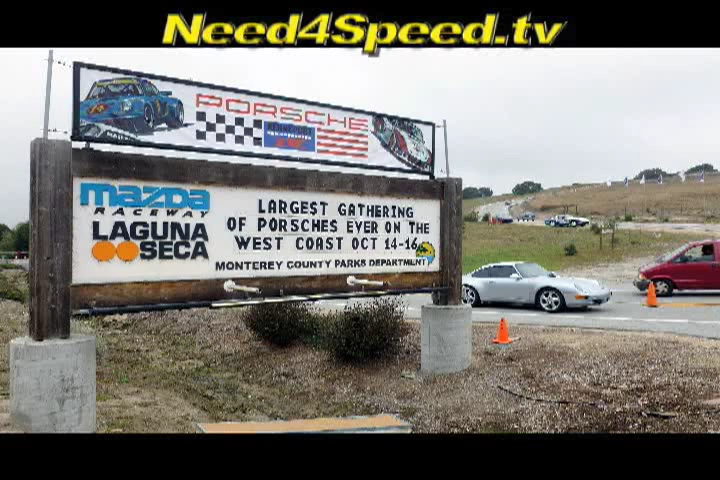 Need4Speed.tv
PORSCHE
mazda
RACEWAY
LAGUNA
SECA
LARGEST GATHERING
OF PORSCHES EVER ON THE
WEST COAST OCT 14-16
MONTEREY COUNTY PARKS DEPARTMENT